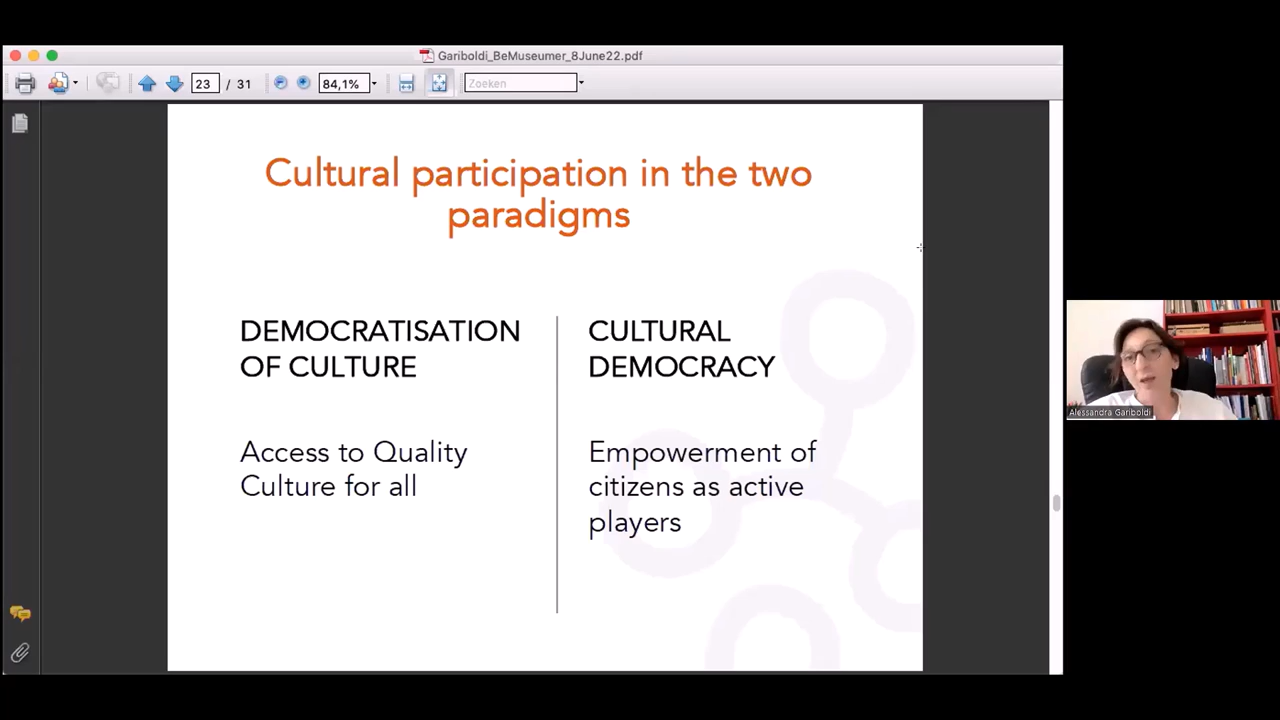 Gariboldi_BeMuseumer_8June22.pdf
23 / 31 84,1% Zoeken
Cultural participation in the two
paradigms
DEMOCRATISATION
OF CULTURE
Access to Quality
Culture for all
CULTURAL
DEMOCRACY
Empowerment of
citizens as active
players
Alessandra Gariboldi